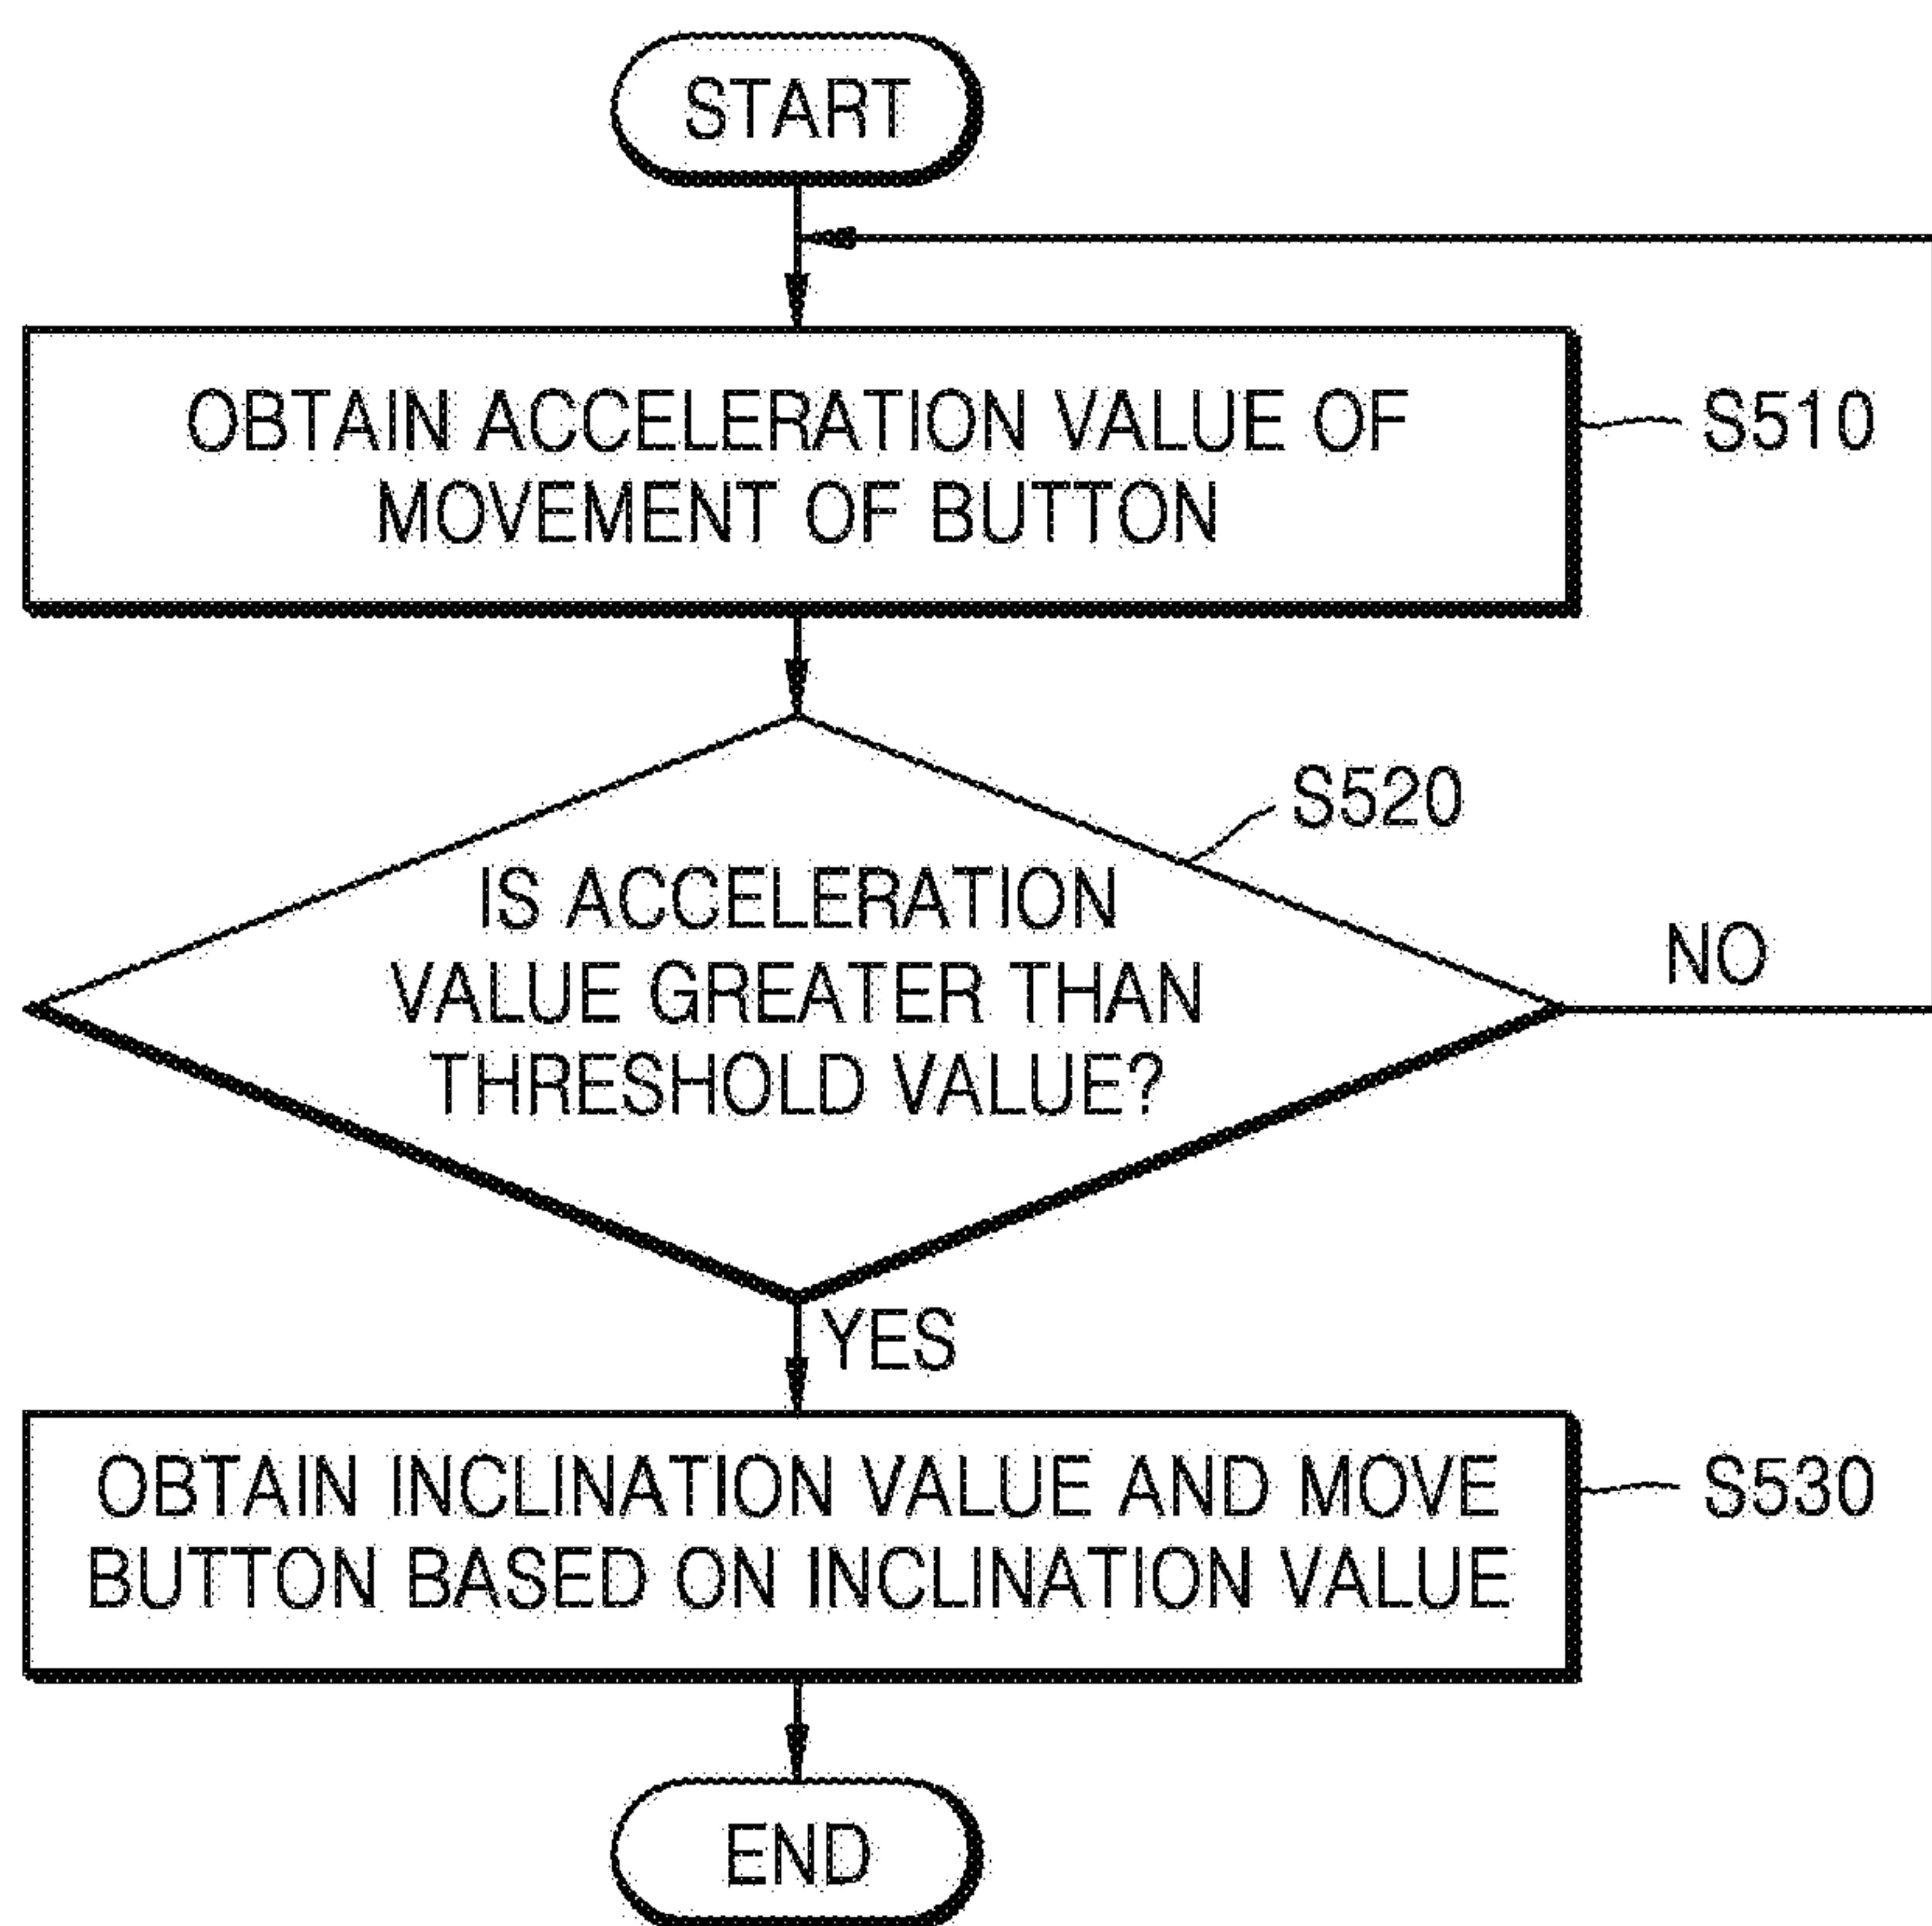 START
OBTAIN ACCELERATION VALUE OF
MOVEMENT OF BUTTON
S510
S520
IS ACCELERATION
VALUE GREATER THAN
THRESHOLD VALUE?
NO
YES
OBTAIN INCLINATION VALUE AND MOVE
BUTTON BASED ON INCLINATION VALUE
S530
END